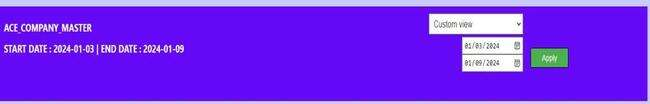 ACE_COMPANY_MASTER
START DATE : 2024-01-03 | END DATE : 2024-01-09
Custom view
01/03/2024
01/09/2024
Apply